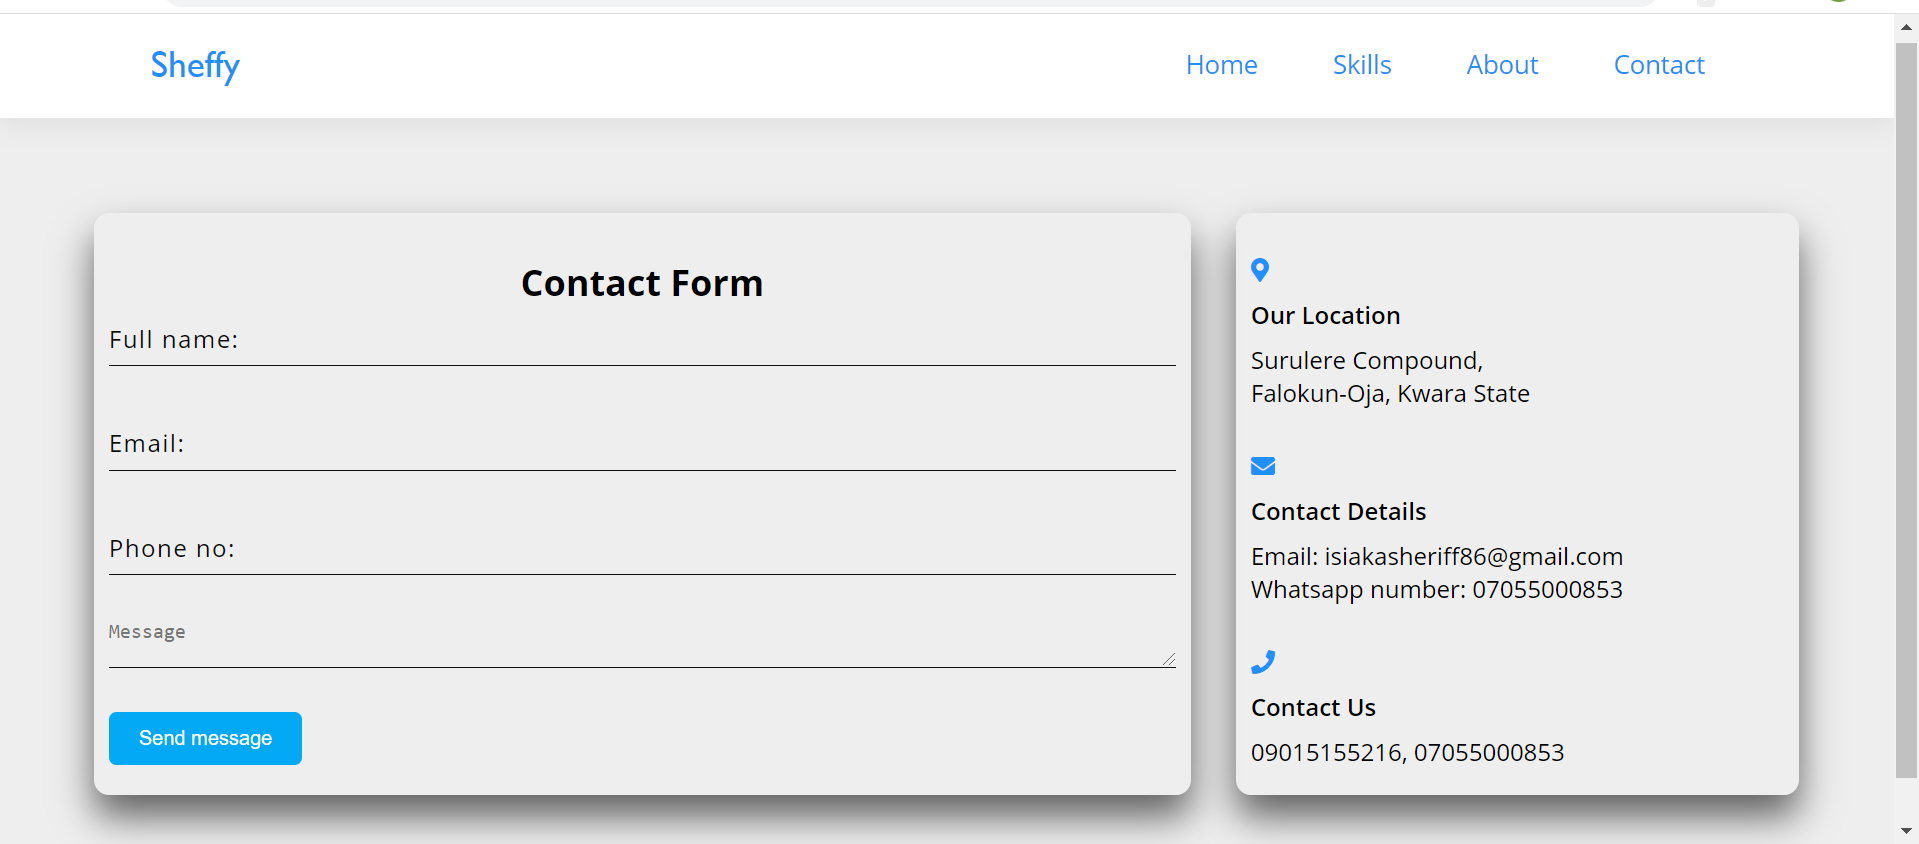 Sheffy
Home Skills About Contact
Contact Form
Full name:
Email:
Phone no:
Message
Send message
Our Location
Surulere Compound,
Falokun-Oja, Kwara State
Contact Details
Email: isiakasheriff86@gmail.com
Whatsapp number: 07055000853
Contact Us
09015155216, 07055000853